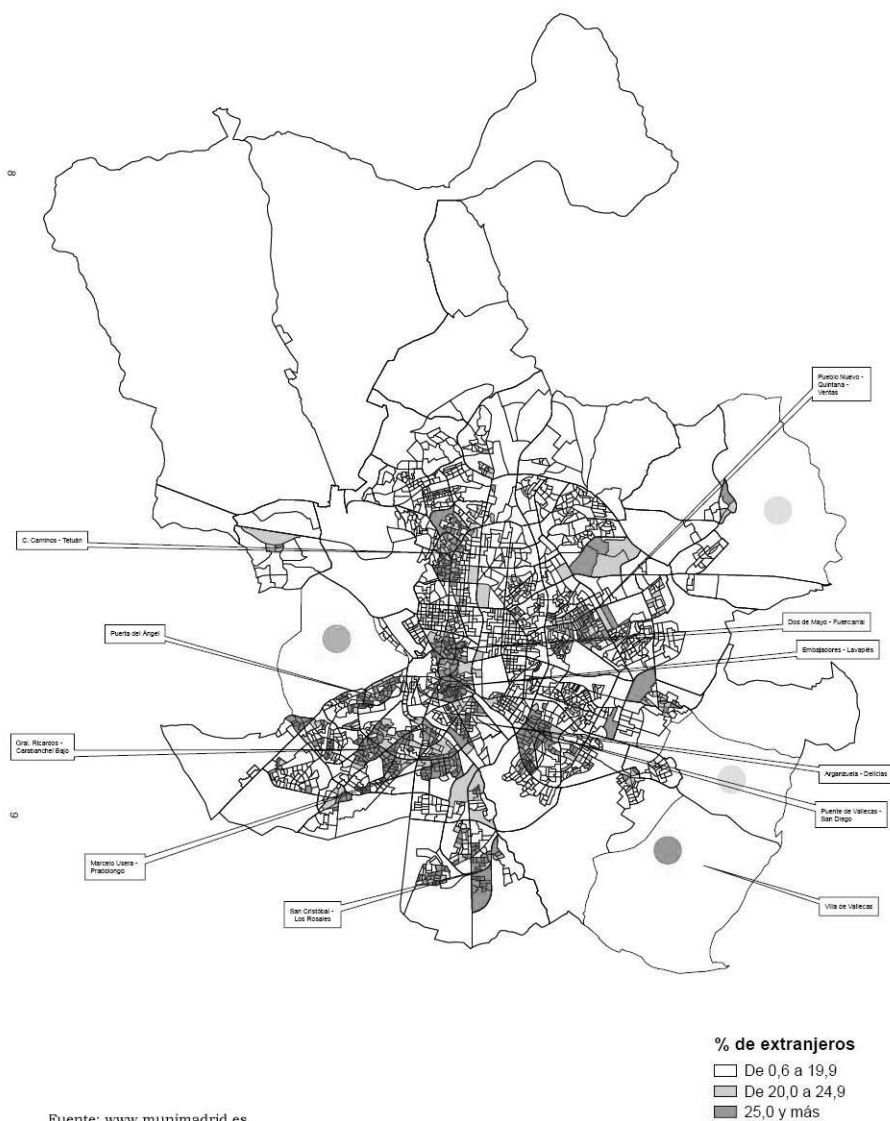 8
Pueblo Nuevo -
Quintana -
Ventas
C. Caminos - Tetuán
Puerta del Ángel
Dos de Mayo - Fuencarral
Embajadores - Lavapiés
Gral. Ricardos -
Carabanchel Bajo
Arganzuela - Delicias
9
Puente de Vallecas -
San Diego
Marcelo Usera -
Pradolongo
San Cristóbal -
Los Rosales
Villa de Vallecas
% de extranjeros
De 0,6 a 19,9
De 20,0 a 24,9
25,0 y más
Fuente: www.munimadrid.es